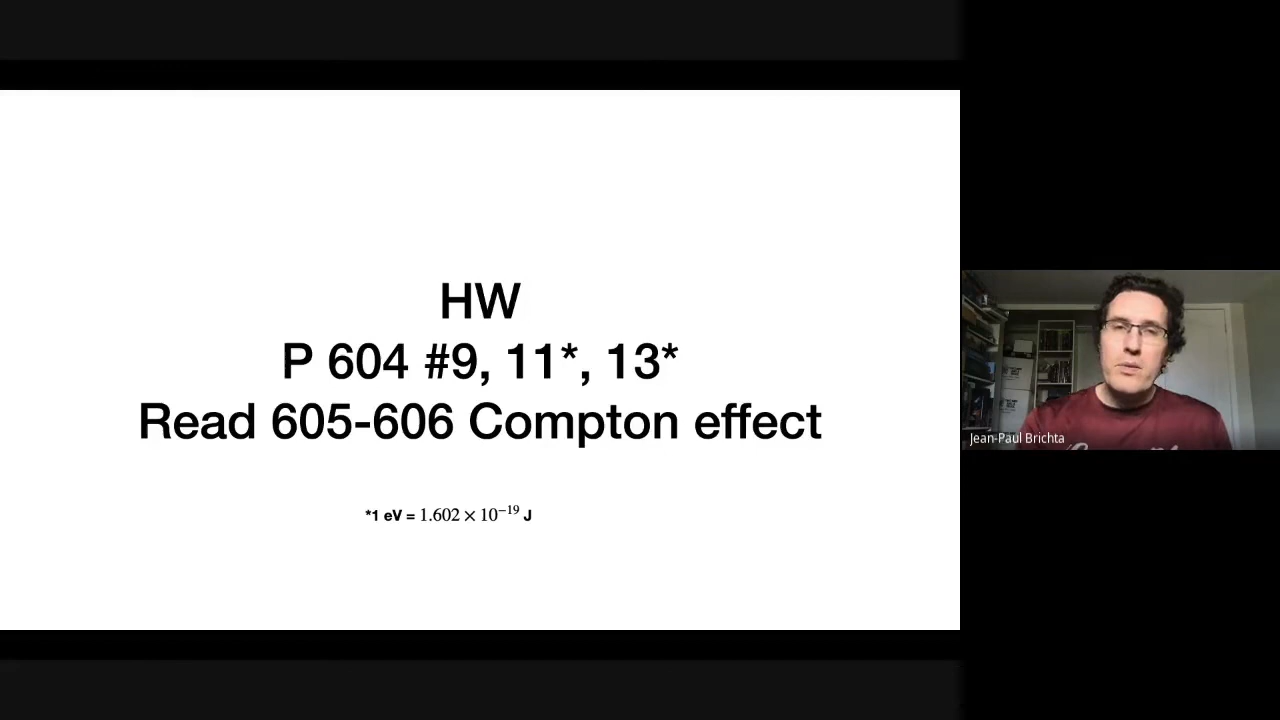 HW
P 604 #9, 11*, 13*
Read 605-606 Compton effect
*1 eV = 1.602 × 10⁻¹⁹ J
Jean-Paul Brichta